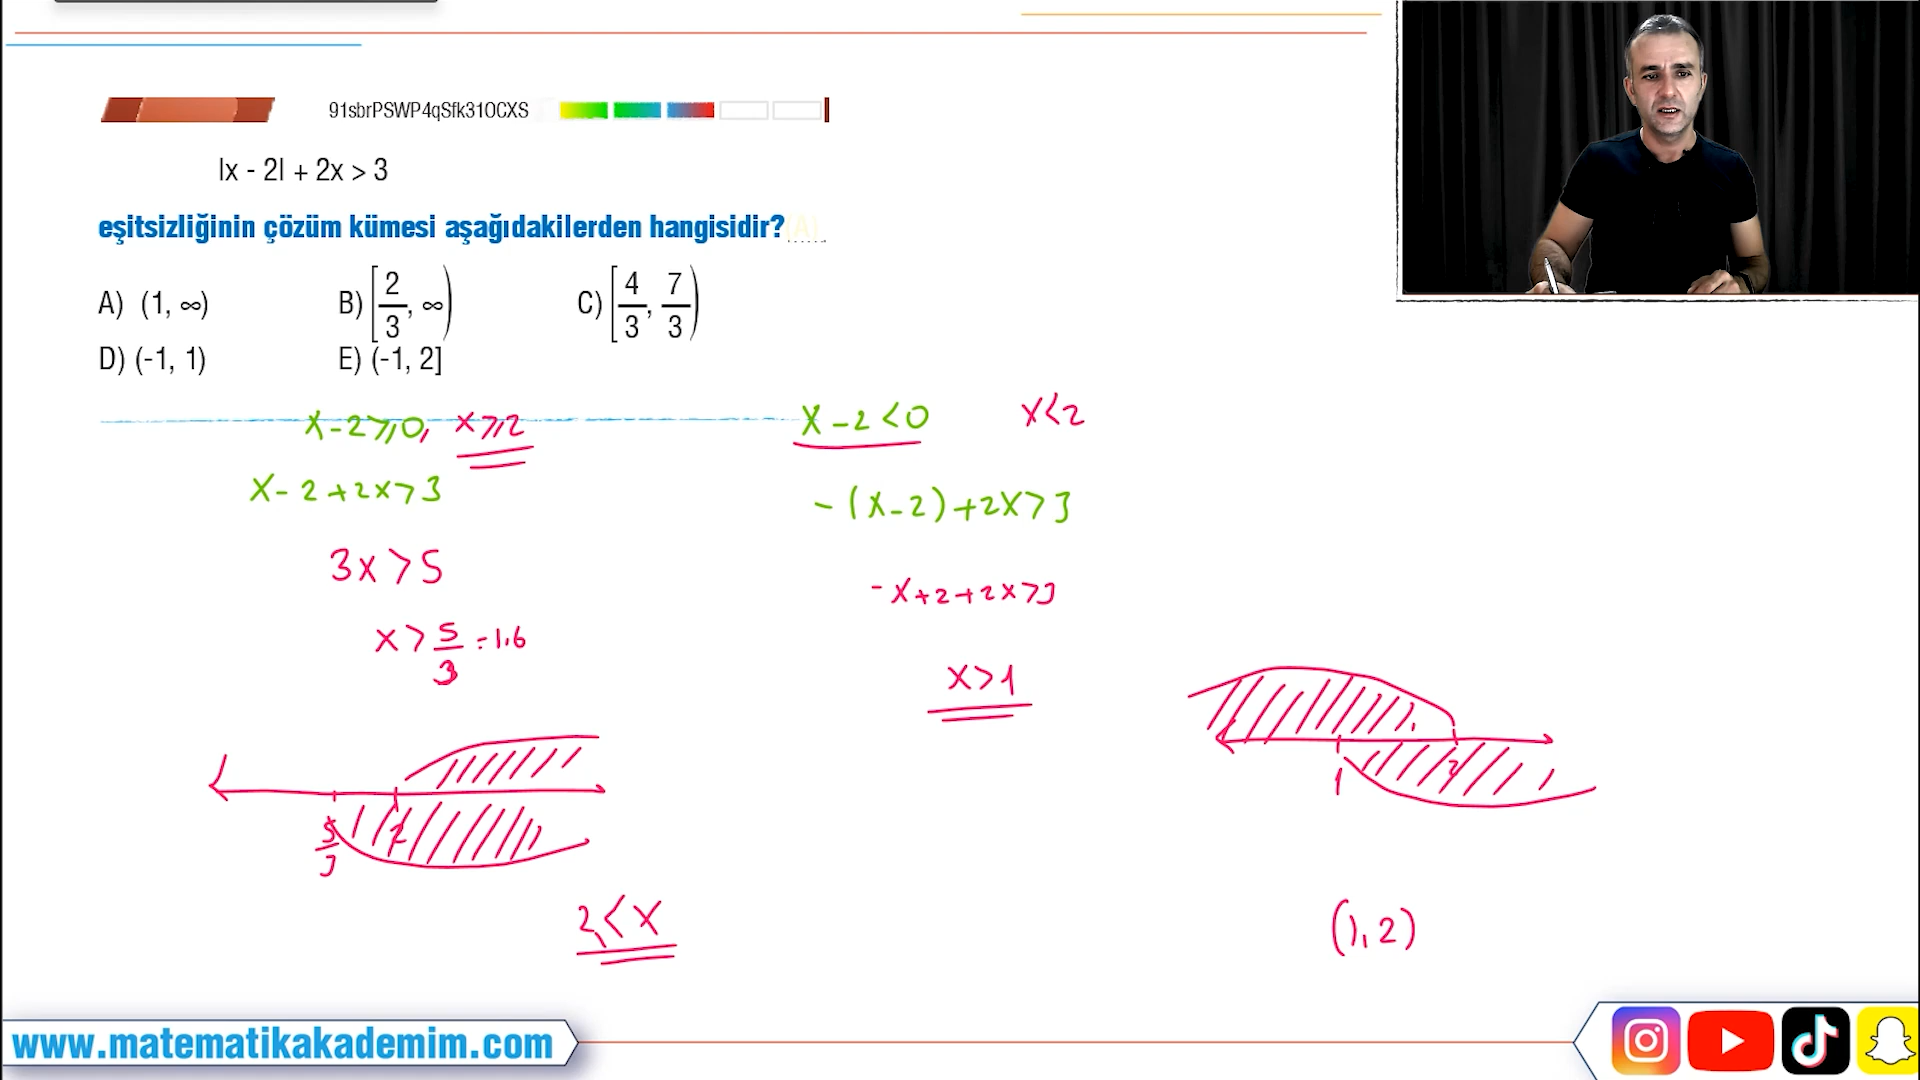 91sbrPSWP4qSfk31OCXS
|x - 2| + 2x > 3
eşitsizliğinin çözüm kümesi aşağıdakilerden hangisidir? (A)
A) (1, ∞) B) [2/3, ∞) C) [4/3, 7/3)
D) (-1, 1) E) (-1, 2]
x-2≥0, x≥2
x-2+2x>3
3x>5
x>5/3=1,6
5/3 2
2≤x
x-2<0 x<2
-(x-2)+2x>3
-x+2+2x>3
x>1
1 2
(1,2)
www.matematikakademim.com